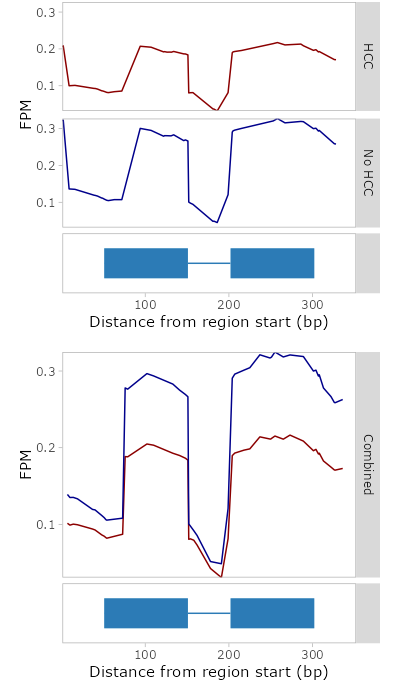 0.3
0.2
0.1
HCC
FPM
0.3
0.2
0.1
No HCC
100
200
300
Distance from region start (bp)
0.3
0.2
0.1
FPM
Combined
100
200
300
Distance from region start (bp)